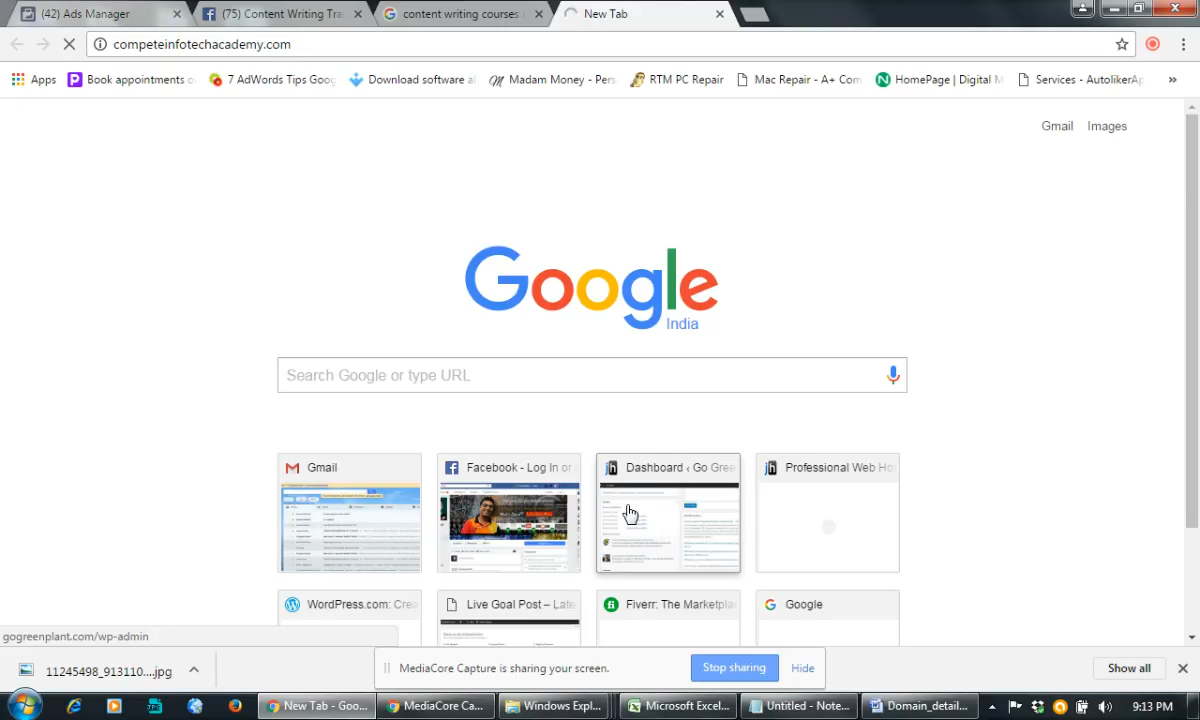 (42) Ads Manager
(75) Content Writing Tra
content writing courses
New Tab
competeinfotechacademy.com
Apps
Book appointments o
7 AdWords Tips Goog
Download software a
Madam Money - Pers
RTM PC Repair
Mac Repair - A+ Com
HomePage | Digital M
Services - AutolikerAp
»
Gmail
Images
Google
India
Search Google or type URL
Gmail
Facebook - Log In or
Dashboard ‹ Go Gree
Professional Web Ho
WordPress.com: Crea
Live Goal Post – Late
Fiverr: The Marketpla
Google
gogreenplant.com/wp-admin
11245498_913110....jpg
MediaCore Capture is sharing your screen.
Stop sharing
Hide
Show all
New Tab - Goo...
MediaCore Ca...
Windows Expl...
Microsoft Excel...
Untitled - Note...
Domain_detail...
9:13 PM